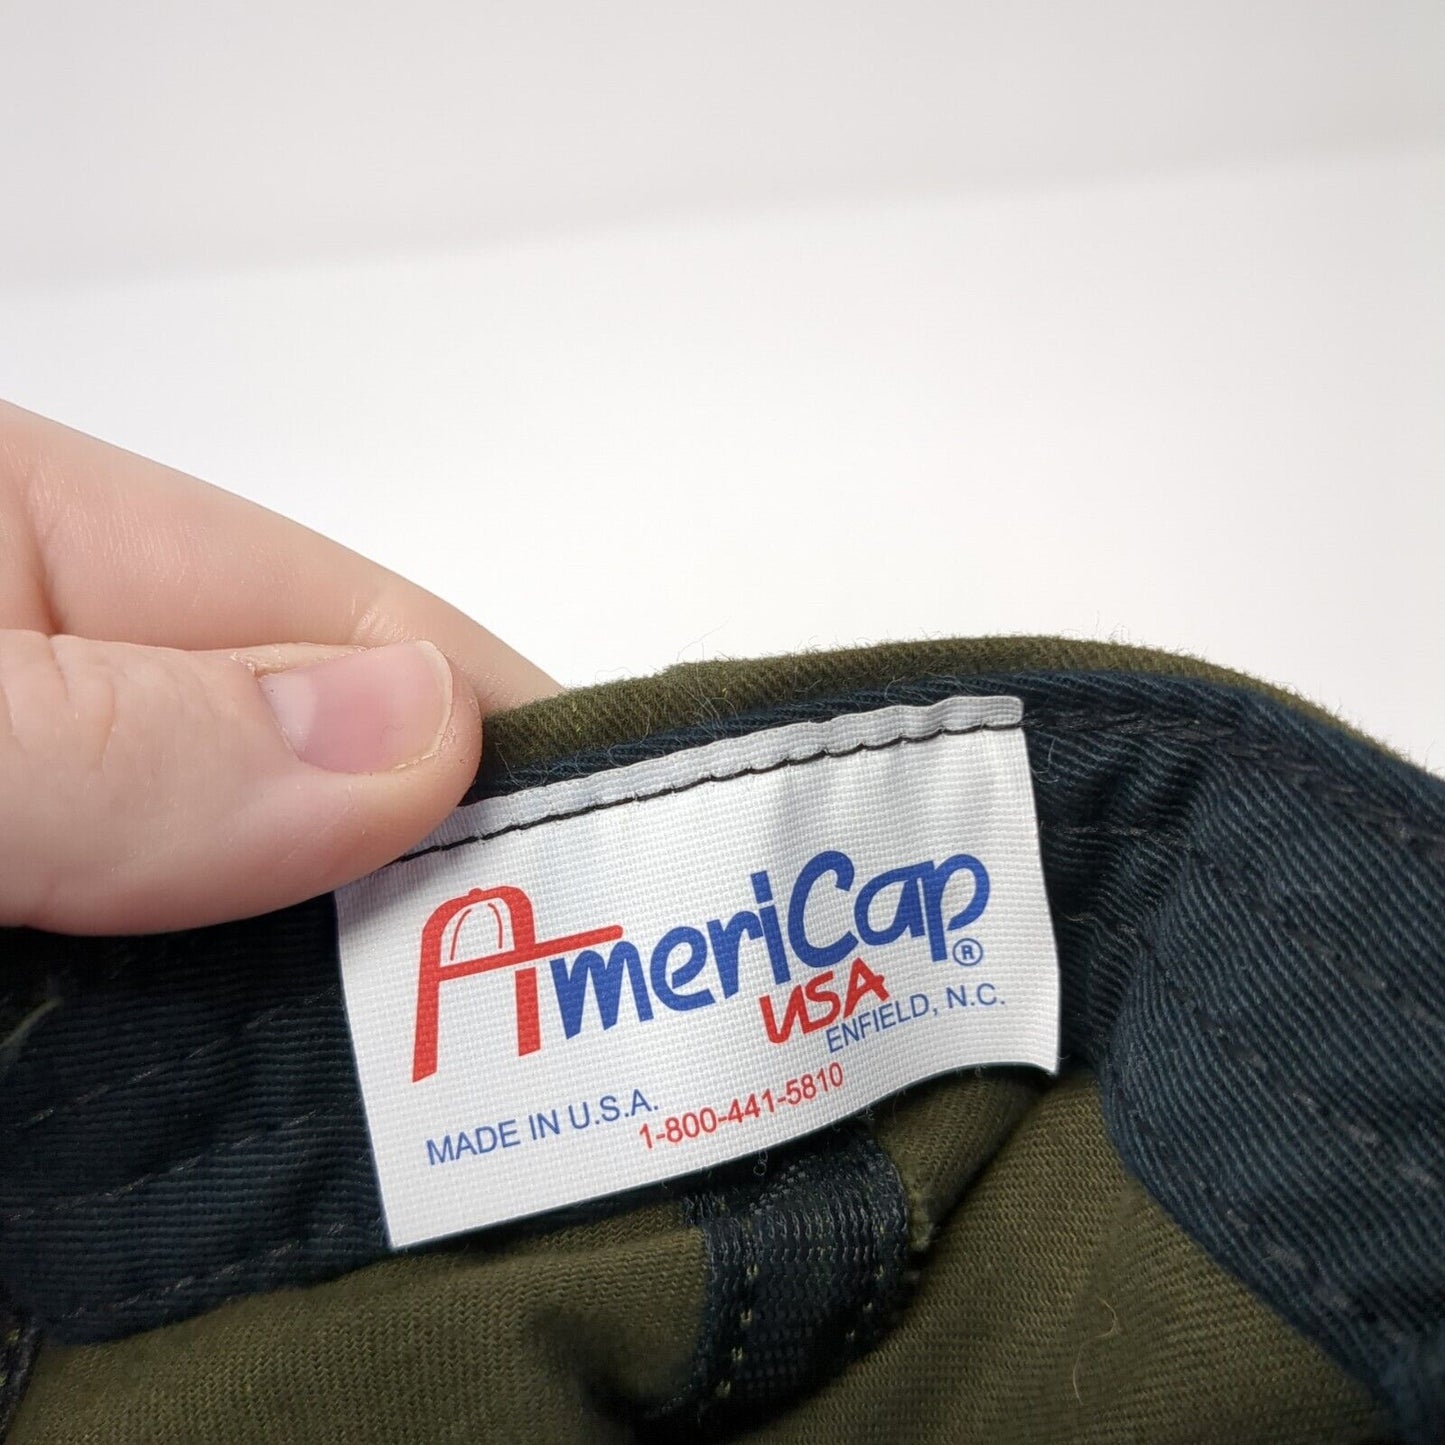 AmeriCap®
USA
ENFIELD, N.C.
MADE IN U.S.A.
1-800-441-5810